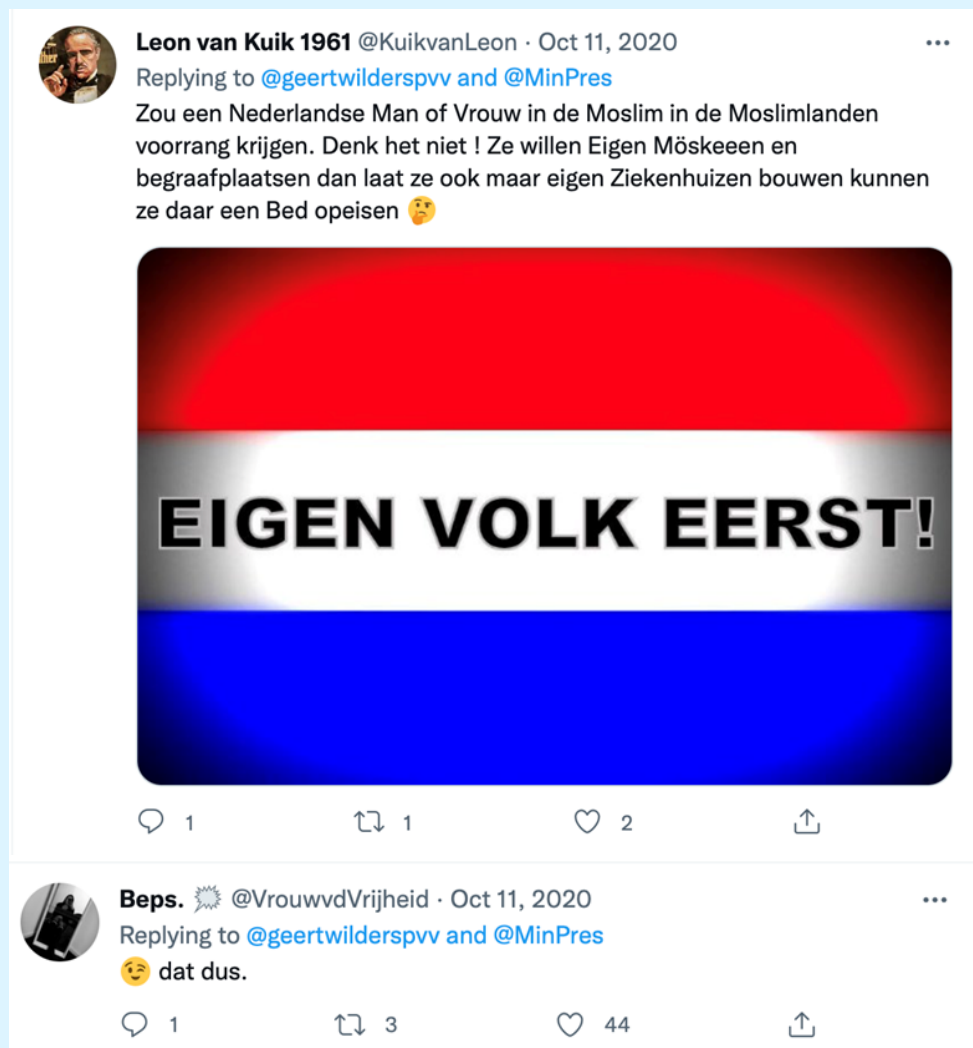 Leon van Kuik 1961 @KuikvanLeon · Oct 11, 2020
Replying to @geertwilderspvv and @MinPres
Zou een Nederlandse Man of Vrouw in de Moslim in de Moslimlanden
voorrang krijgen. Denk het niet ! Ze willen Eigen Möskeeen en
begraafplaatsen dan laat ze ook maar eigen Ziekenhuizen bouwen kunnen
ze daar een Bed opeisen 🤔
EIGEN VOLK EERST!
1 1 2
Beps. 🗯 @VrouwvdVrijheid · Oct 11, 2020
Replying to @geertwilderspvv and @MinPres
😉 dat dus.
1 3 44